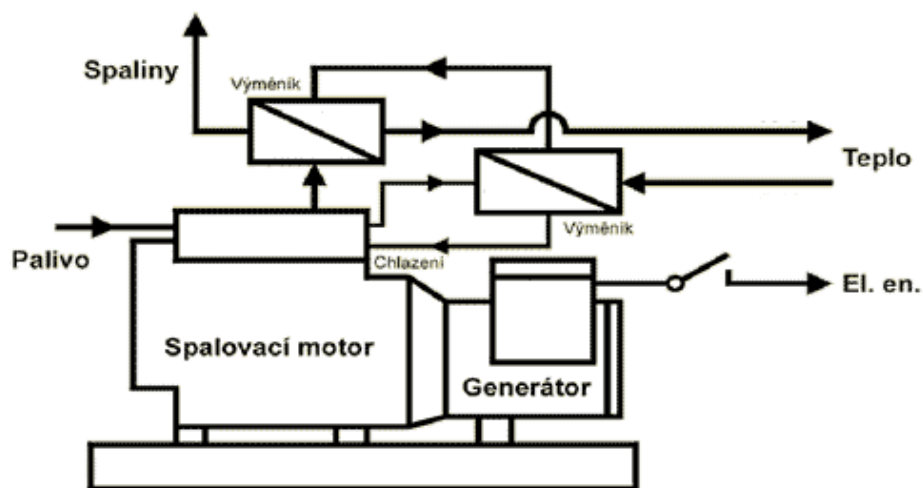 Spaliny
Výměník
Teplo
Palivo
Chlazení
Výměník
El. en.
Spalovací motor
Generátor